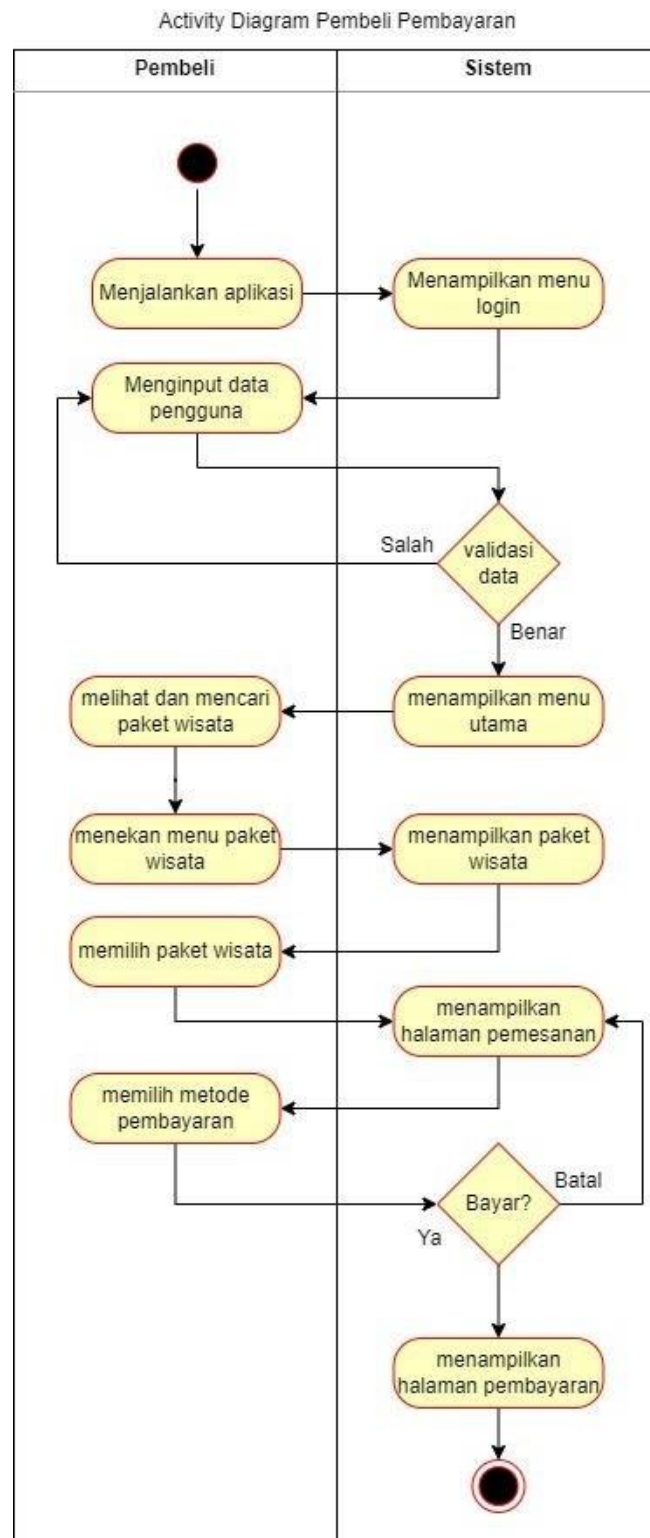 Activity Diagram Pembeli Pembayaran
Pembeli
Sistem
Menjalankan aplikasi
Menampilkan menu
login
Menginput data
pengguna
Salah
validasi
data
Benar
melihat dan mencari
paket wisata
menampilkan menu
utama
menekan menu paket
wisata
menampilkan paket
wisata
memilih paket wisata
menampilkan
halaman pemesanan
memilih metode
pembayaran
Bayar?
Batal
Ya
menampilkan
halaman pembayaran